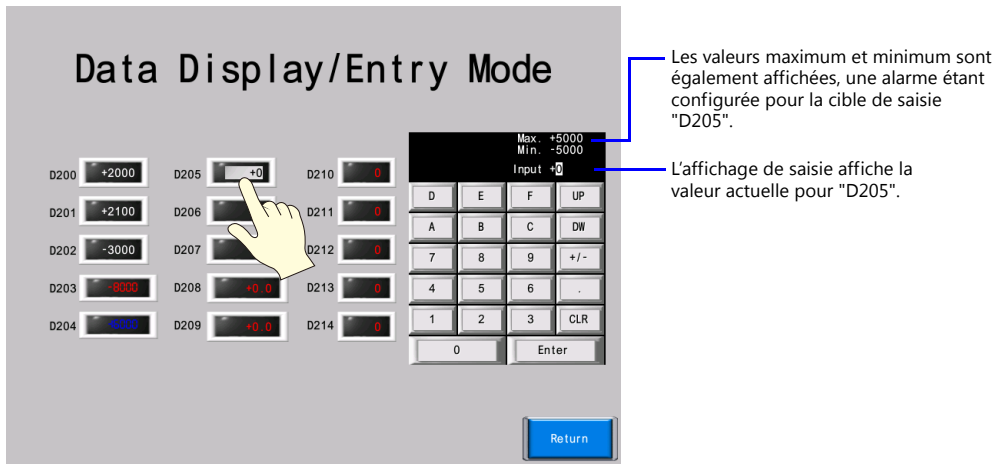 Data Display/Entry Mode
Les valeurs maximum et minimum sont
également affichées, une alarme étant
configurée pour la cible de saisie
"D205".
Max. +5000
Min. -5000
Input +0
L'affichage de saisie affiche la
valeur actuelle pour "D205".
D200 +2000 D205 +0 D210 0
D201 +2100 D206 D211 0
D202 -3000 D207 D212 0
D203 -8000 D208 +0.0 D213 0
D204 D209 +0.0 D214 0
D E F UP
A B C DW
7 8 9 +/-
4 5 6 .
1 2 3 CLR
0 Enter
Return